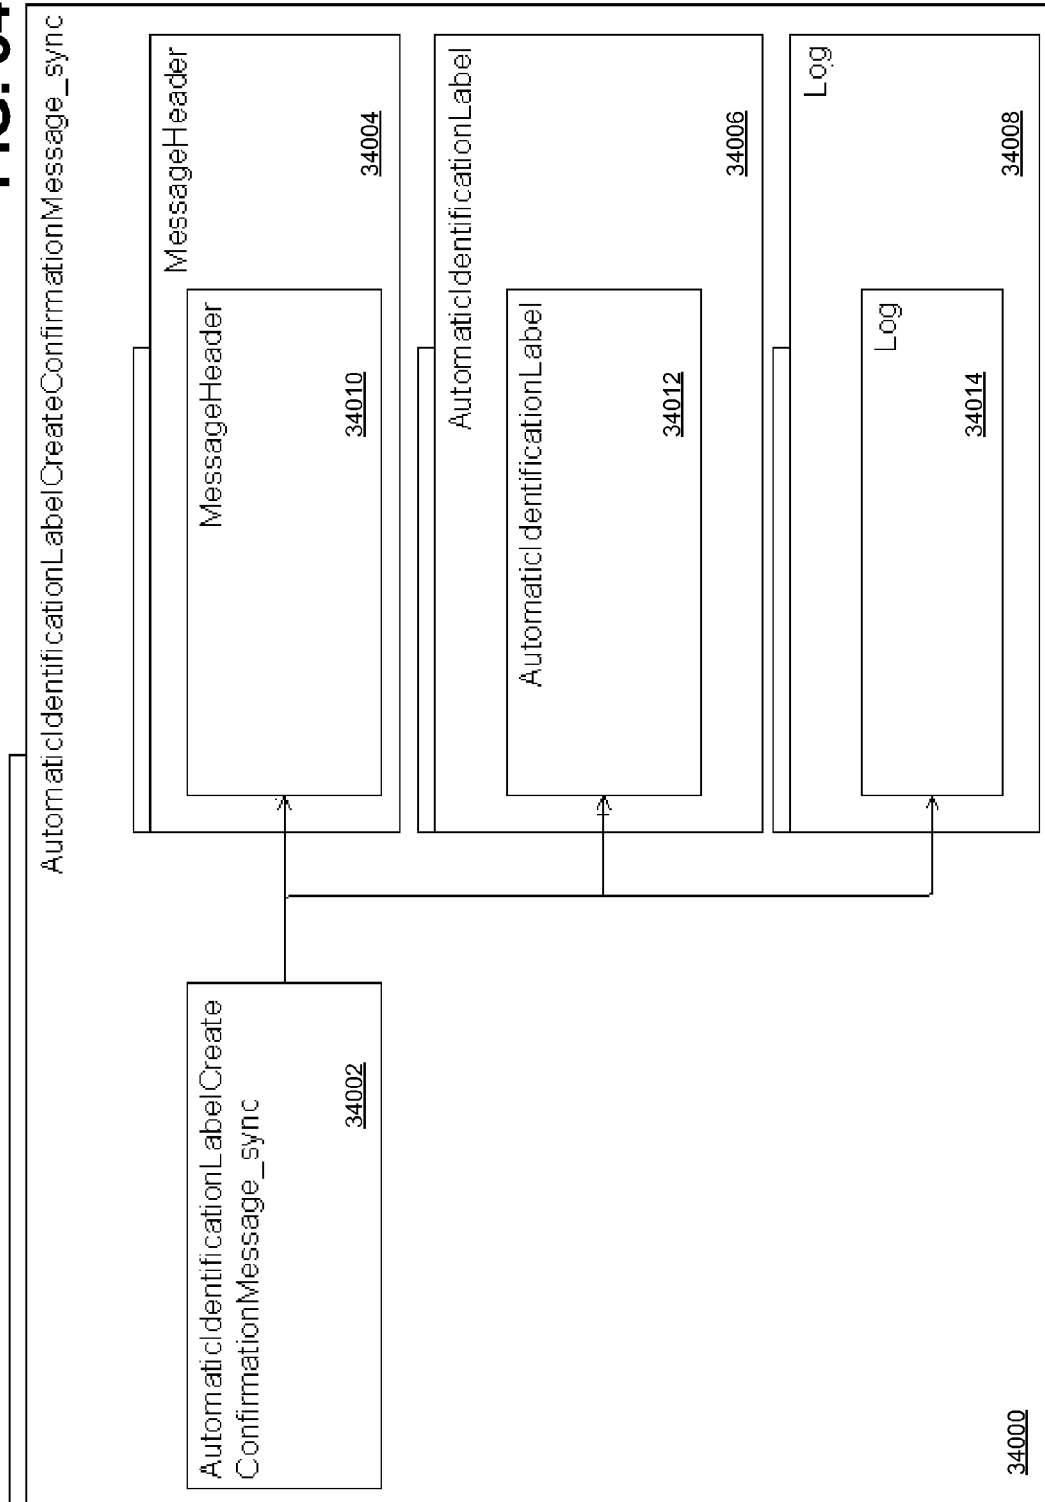 AutomaticIdentificationLabelCreateConfirmationMessage_sync
AutomaticIdentificationLabelCreate
ConfirmationMessage_sync
34002
MessageHeader
34004
MessageHeader
34010
AutomaticIdentificationLabel
34006
AutomaticIdentificationLabel
34012
Log
34008
Log
34014
34000